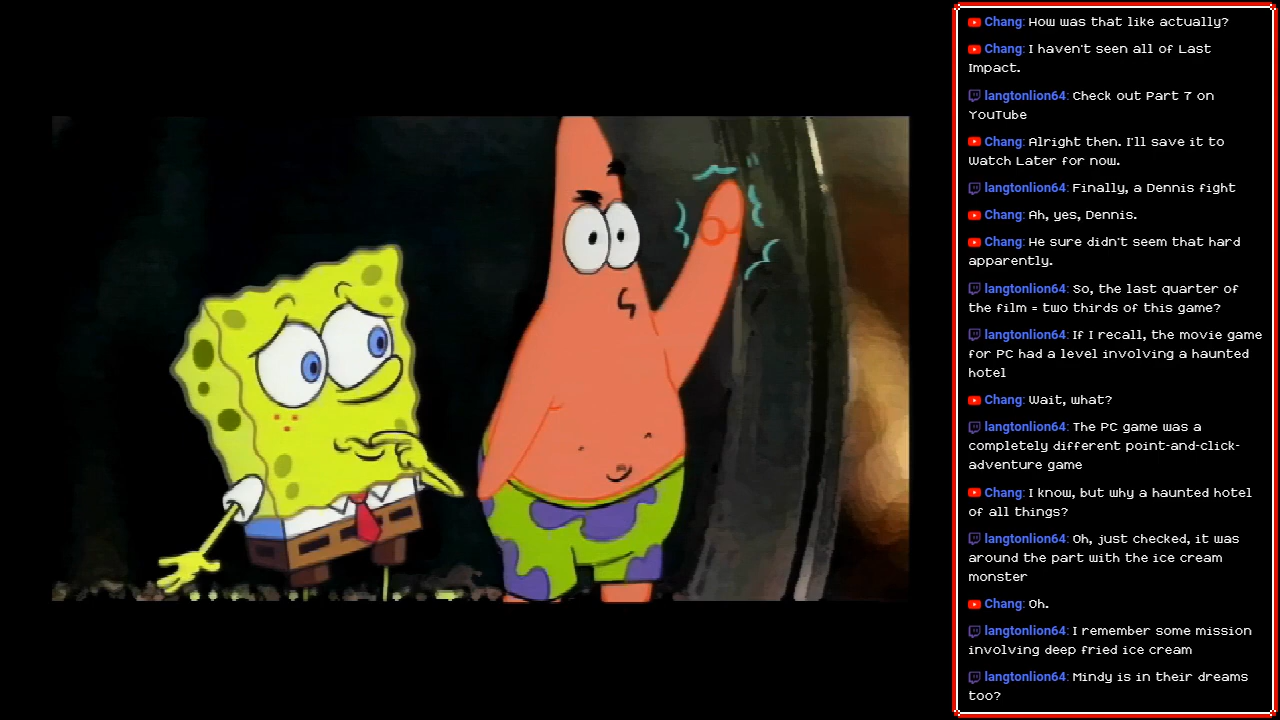 Chang: How was that like actually?
Chang: I haven't seen all of Last
Impact.
langtonlion64: Check out Part 7 on
YouTube
Chang: Alright then. I'll save it to
Watch Later for now.
langtonlion64: Finally, a Dennis fight
Chang: Ah, yes, Dennis.
Chang: He sure didn't seem that hard
apparently.
langtonlion64: So, the last quarter of
the film = two thirds of this game?
langtonlion64: If I recall, the movie game
for PC had a level involving a haunted
hotel
Chang: Wait, what?
langtonlion64: The PC game was a
completely different point-and-click-
adventure game
Chang: I know, but why a haunted hotel
of all things?
langtonlion64: Oh, just checked, it was
around the part with the ice cream
monster
Chang: Oh.
langtonlion64: I remember some mission
involving deep fried ice cream
langtonlion64: Mindy is in their dreams
too?